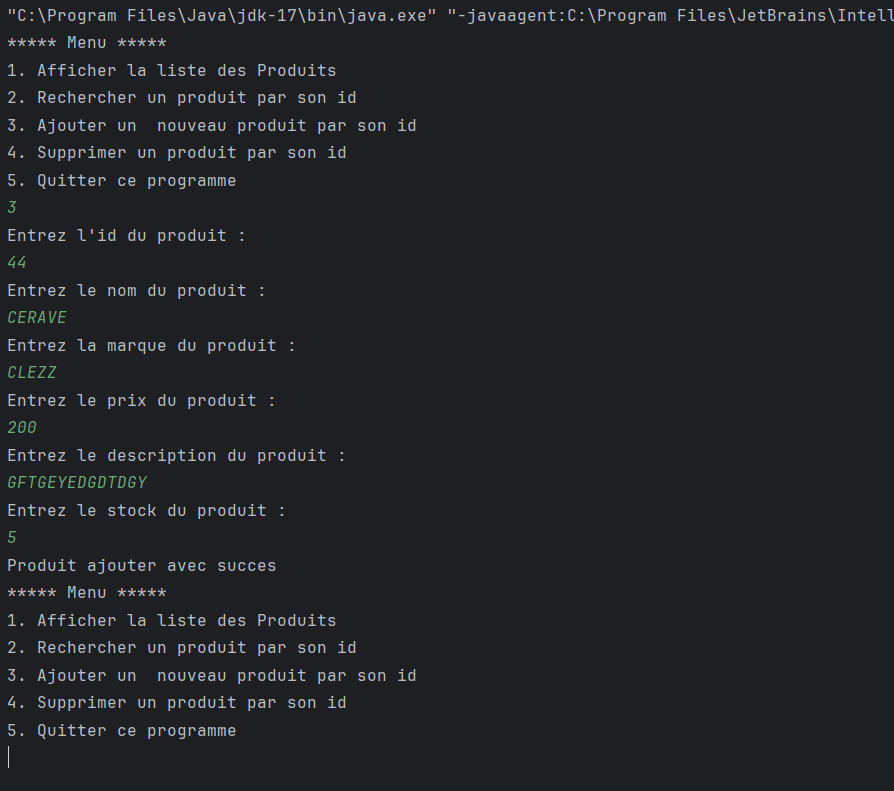 "C:\Program Files\Java\jdk-17\bin\java.exe" "-javaagent:C:\Program Files\JetBrains\Intell
***** Menu *****
1. Afficher la liste des Produits
2. Rechercher un produit par son id
3. Ajouter un  nouveau produit par son id
4. Supprimer un produit par son id
5. Quitter ce programme
3
Entrez l'id du produit :
44
Entrez le nom du produit :
CERAVE
Entrez la marque du produit :
CLEZZ
Entrez le prix du produit :
200
Entrez le description du produit :
GFTGEYEDGDTDGY
Entrez le stock du produit :
5
Produit ajouter avec succes
***** Menu *****
1. Afficher la liste des Produits
2. Rechercher un produit par son id
3. Ajouter un  nouveau produit par son id
4. Supprimer un produit par son id
5. Quitter ce programme